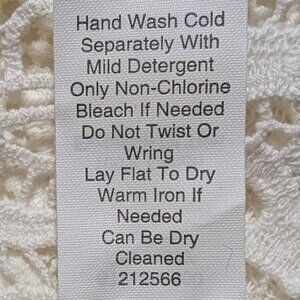 Hand Wash Cold
Separately With
Mild Detergent
Only Non-Chlorine
Bleach If Needed
Do Not Twist Or
Wring
Lay Flat To Dry
Warm Iron If
Needed
Can Be Dry
Cleaned
212566